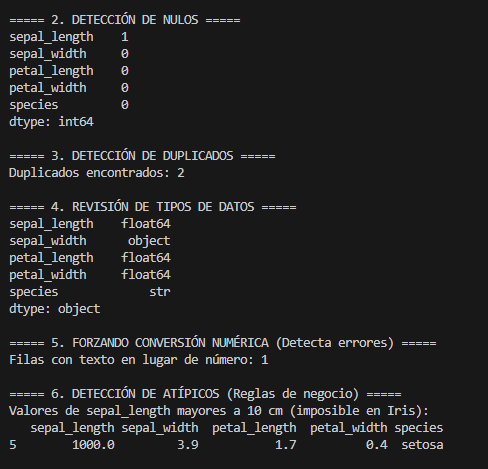 ===== 2. DETECCIÓN DE NULOS =====
sepal_length    1
sepal_width     0
petal_length    0
petal_width     0
species         0
dtype: int64
===== 3. DETECCIÓN DE DUPLICADOS =====
Duplicados encontrados: 2
===== 4. REVISIÓN DE TIPOS DE DATOS =====
sepal_length    float64
sepal_width      object
petal_length    float64
petal_width     float64
species             str
dtype: object
===== 5. FORZANDO CONVERSIÓN NUMÉRICA (Detecta errores) =====
Filas con texto en lugar de número: 1
===== 6. DETECCIÓN DE ATÍPICOS (Reglas de negocio) =====
Valores de sepal_length mayores a 10 cm (imposible en Iris):
   sepal_length sepal_width  petal_length  petal_width species
5        1000.0         3.9           1.7          0.4  setosa